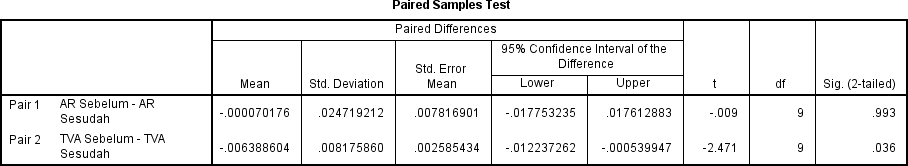 Paired Samples Test
Paired Differences
95% Confidence Interval of the
Difference
Mean Std. Deviation Std. Error
Mean Lower Upper t df Sig. (2-tailed)
Pair 1 AR Sebelum - AR
Sesudah -.000070176 .024719212 .007816901 -.017753235 .017612883 -.009 9 .993
Pair 2 TVA Sebelum - TVA
Sesudah -.006388604 .008175860 .002585434 -.012237262 -.000539947 -2.471 9 .036